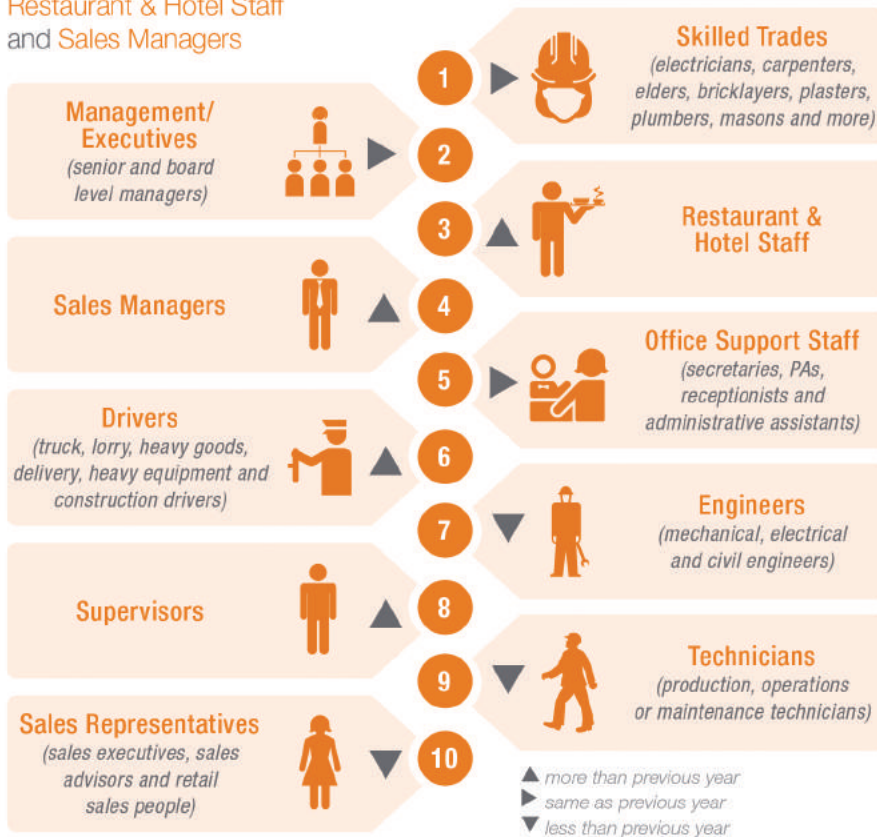 Restaurant & Hotel Staff
and Sales Managers
1
Skilled Trades
(electricians, carpenters,
elders, bricklayers, plasters,
plumbers, masons and more)
Management/
Executives
(senior and board
level managers)
2
3
Restaurant &
Hotel Staff
Sales Managers
4
5
Office Support Staff
(secretaries, PAs,
receptionists and
administrative assistants)
Drivers
(truck, lorry, heavy goods,
delivery, heavy equipment and
construction drivers)
6
7
Engineers
(mechanical, electrical
and civil engineers)
Supervisors
8
9
Technicians
(production, operations
or maintenance technicians)
Sales Representatives
(sales executives, sales
advisors and retail
sales people)
10
more than previous year
same as previous year
less than previous year